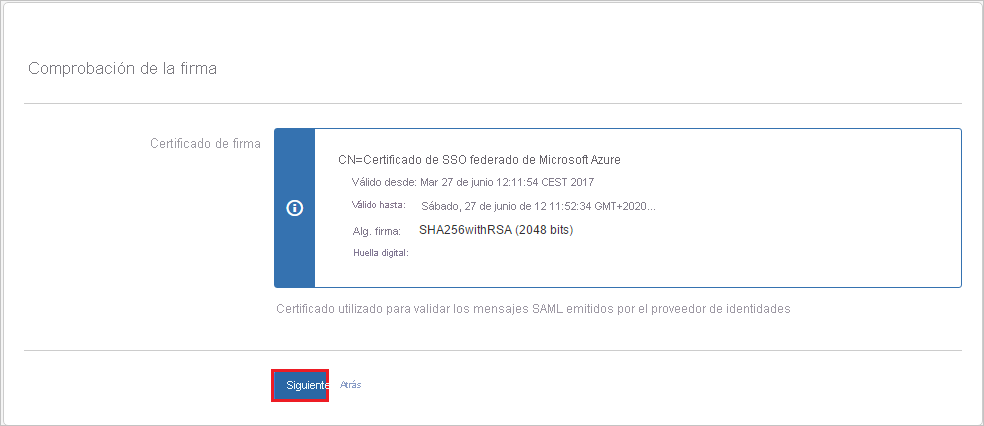 Comprobación de la firma
Certificado de firma
CN=Certificado de SSO federado de Microsoft Azure
Válido desde: Mar 27 de junio 12:11:54 CEST 2017
Válido hasta: Sábado, 27 de junio de 12 11:52:34 GMT+2020...
Alg. firma: SHA256withRSA (2048 bits)
Huella digital:
Certificado utilizado para validar los mensajes SAML emitidos por el proveedor de identidades
Siguiente Atrás